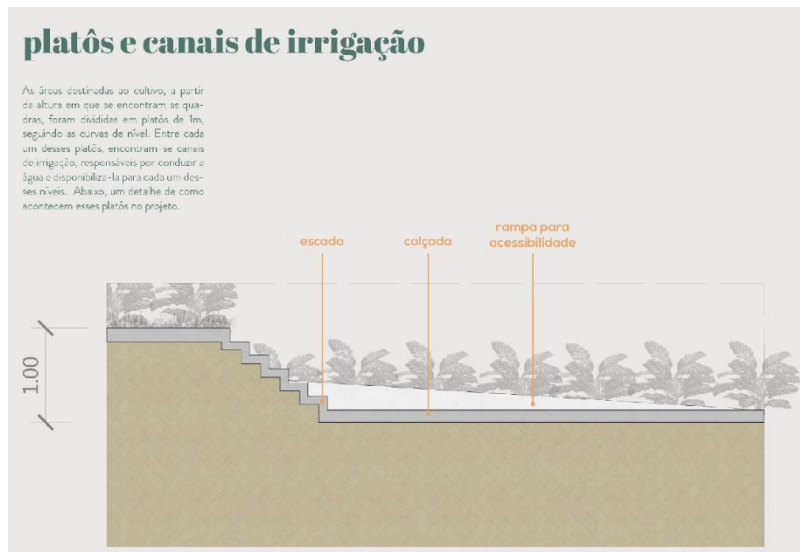 platôs e canais de irrigação
As áreas destinadas ao cultivo, a partir
da altura em que se encontram as qua-
dras, foram divididas em platôs de 1m,
seguindo as curvas de nível. Entre cada
um desses platôs, encontram-se canais
de irrigação, responsáveis por conduzir a
água e disponibiliza-la para cada um des-
ses níveis. Abaixo, um detalhe de como
acontecem esses platôs no projeto.
escada
calçada
rampa para
acessibilidade
1.00